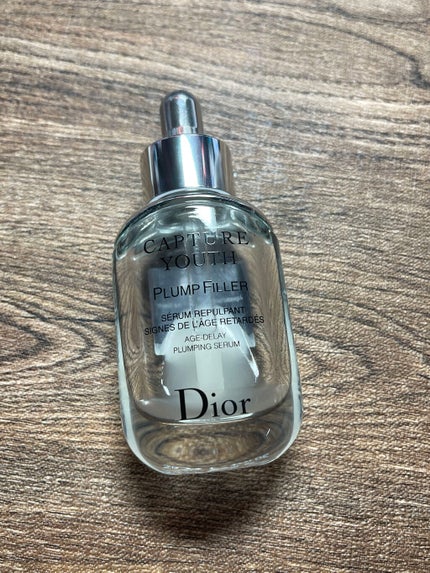 CAPTURE
YOUTH
PLUMP FILLER
SÉRUM REPULPANT
SIGNES DE L'ÂGE RETARDÉS
AGE-DELAY
PLUMPING SERUM
Dior